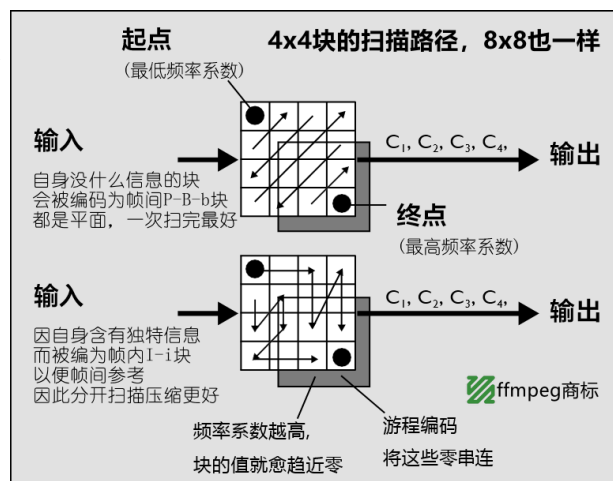 4x4块的扫描路径，8x8也一样
起点
(最低频率系数)
输入
C1, C2, C3, C4,
输出
自身没什么信息的块
会被编码为帧间P-B-b块
都是平面，一次扫完最好
终点
(最高频率系数)
输入
C1, C2, C3, C4,
输出
因自身含有独特信息
而被编为帧内I-i块
以便帧间参考
因此分开扫描压缩更好
ffmpeg商标
频率系数越高,
块的值就愈趋近零
游程编码
将这些零串连